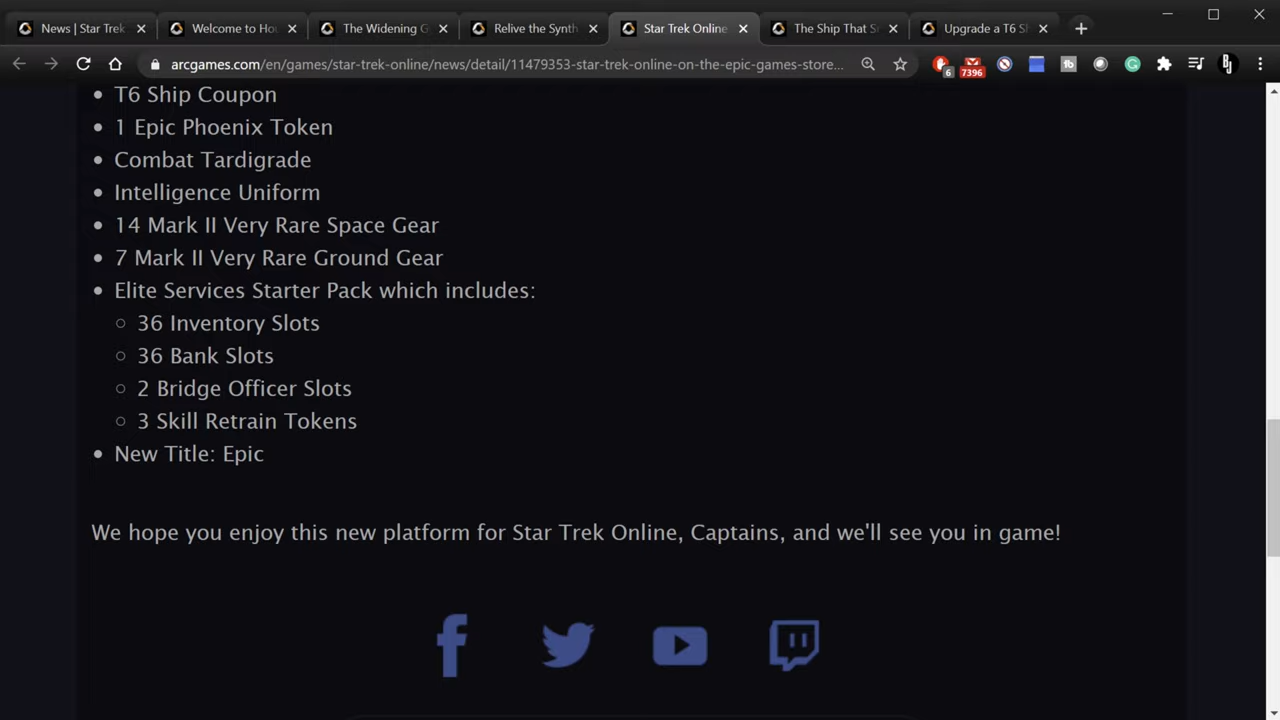 News | Star Trek
Welcome to Hou
The Widening G
Relive the Synth
Star Trek Online
The Ship That S
Upgrade a T6 Sh
arcgames.com/en/games/star-trek-online/news/detail/11479353-star-trek-online-on-the-epic-games-store...
6
7396
tb
• T6 Ship Coupon
• 1 Epic Phoenix Token
• Combat Tardigrade
• Intelligence Uniform
• 14 Mark II Very Rare Space Gear
• 7 Mark II Very Rare Ground Gear
• Elite Services Starter Pack which includes:
○ 36 Inventory Slots
○ 36 Bank Slots
○ 2 Bridge Officer Slots
○ 3 Skill Retrain Tokens
• New Title: Epic
We hope you enjoy this new platform for Star Trek Online, Captains, and we'll see you in game!